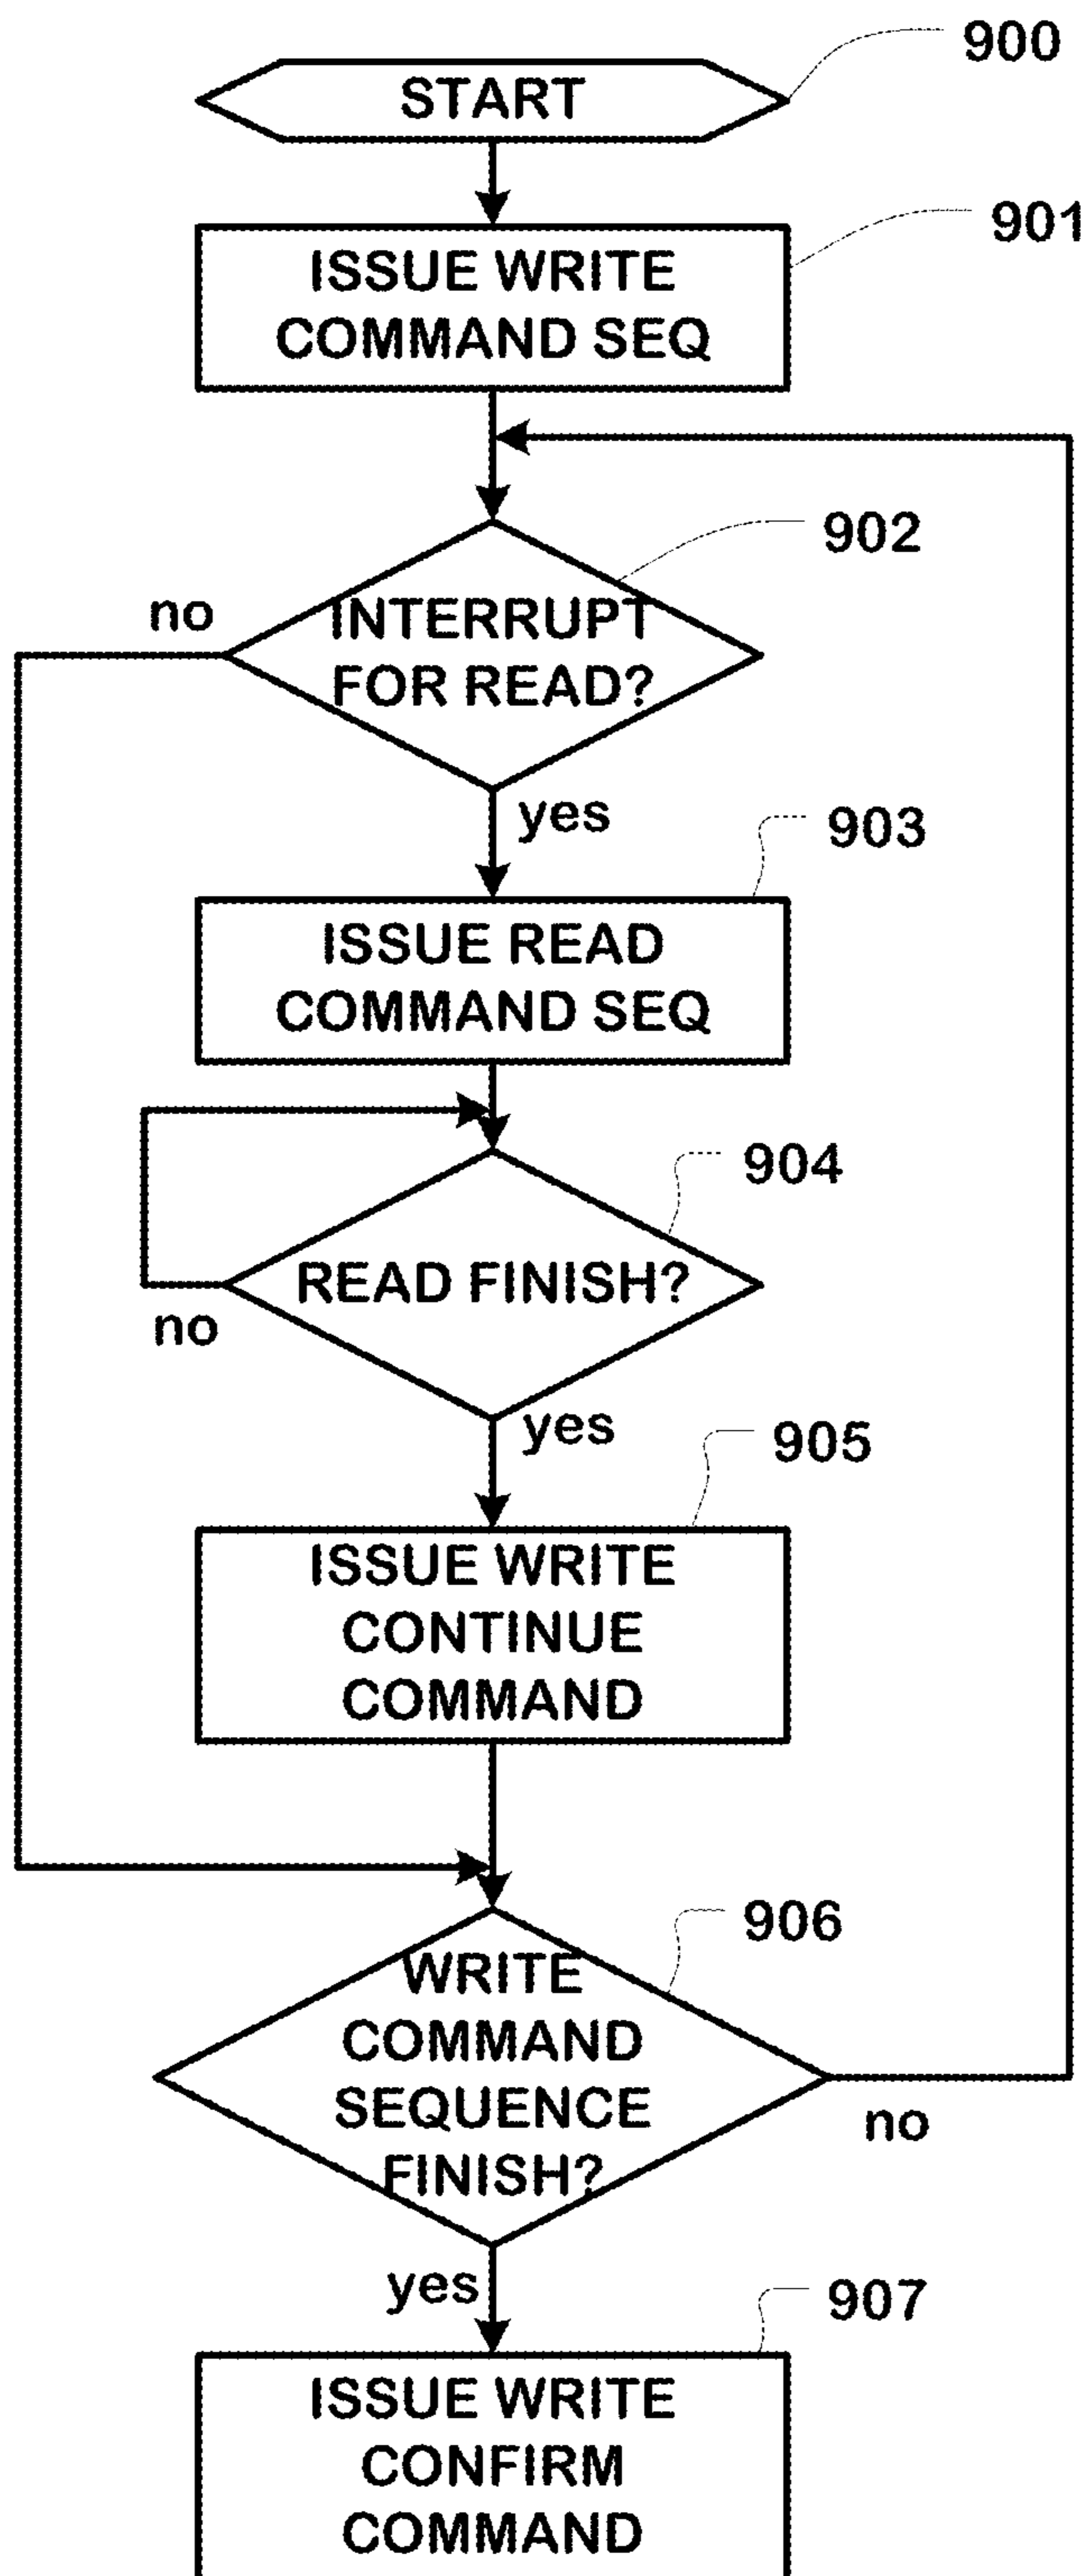 900
START
901
ISSUE WRITE
COMMAND SEQ
902
no
INTERRUPT
FOR READ?
yes
903
ISSUE READ
COMMAND SEQ
904
READ FINISH?
no
yes
905
ISSUE WRITE
CONTINUE
COMMAND
906
WRITE
COMMAND
SEQUENCE
FINISH?
no
yes
907
ISSUE WRITE
CONFIRM
COMMAND